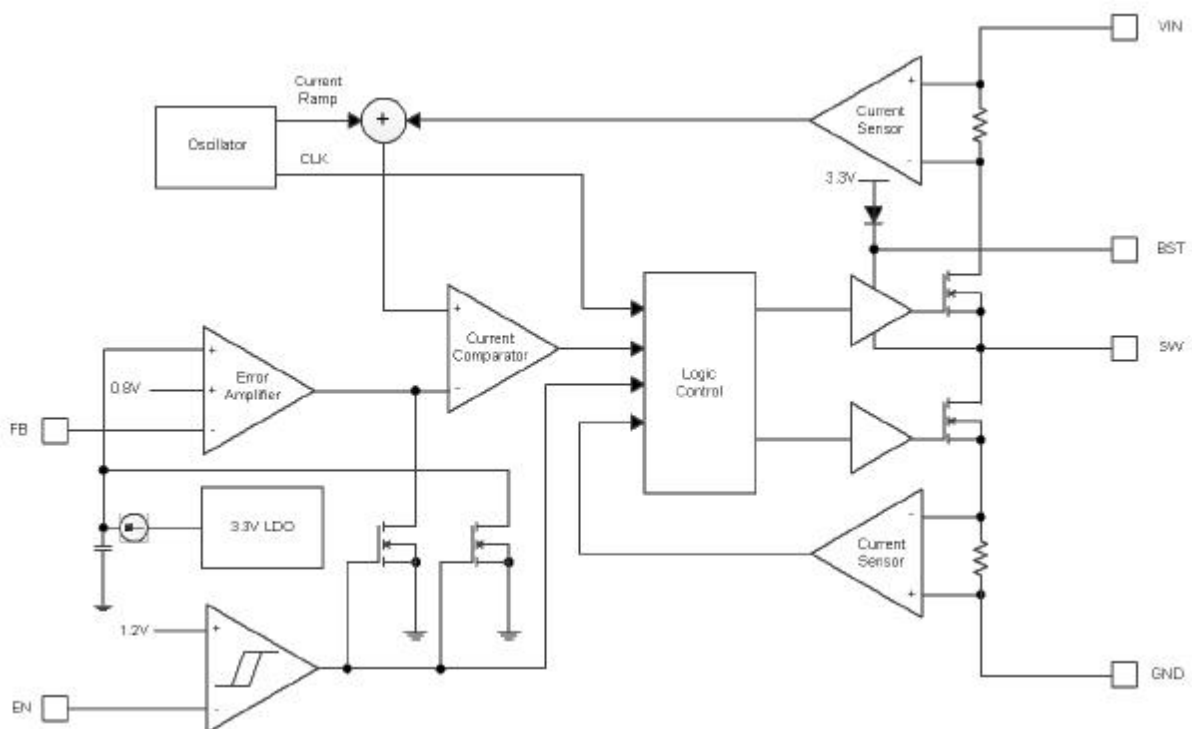 VIN
Current
Ramp
+
+
Current
Sensor
-
Oscillator
CLK
3.3V
BST
+
Current
Comparator
-
SW
+
0.8V
+
Error
Amplifier
-
FB
Logic
Control
3.3V LDO
-
Current
Sensor
+
1.2V
+
GND
EN
-